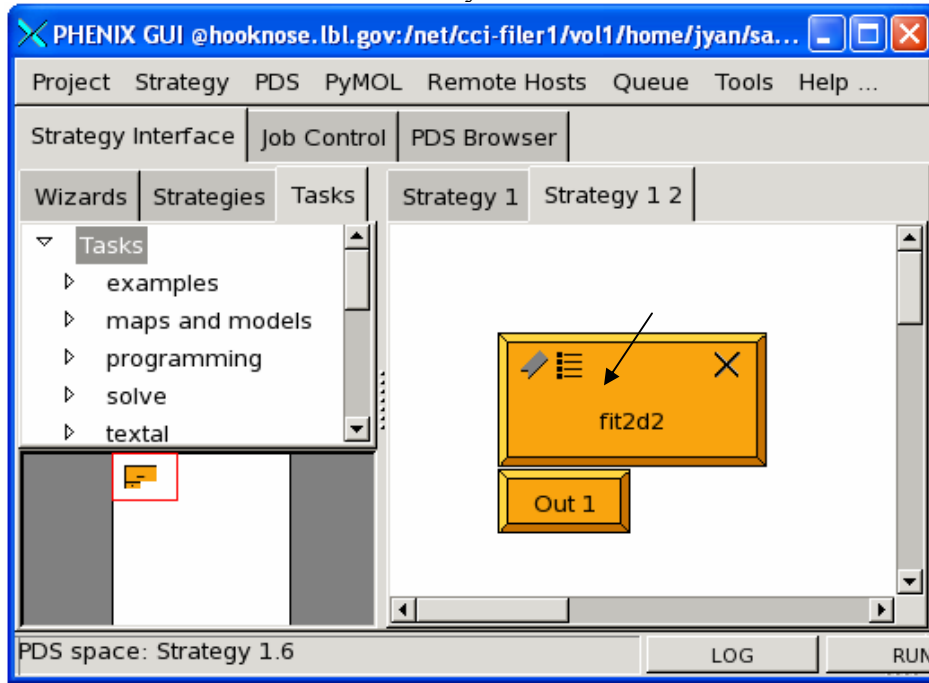 PHENIX GUI @hooknose.lbl.gov:/net/cci-filer1/vol1/home/jyan/sa...
Project Strategy PDS PyMOL Remote Hosts Queue Tools Help ...
Strategy Interface Job Control PDS Browser
Wizards Strategies Tasks Strategy 1 Strategy 1 2
Tasks
examples
maps and models
programming
solve
textal
fit2d2
Out 1
PDS space: Strategy 1.6 LOG RUN